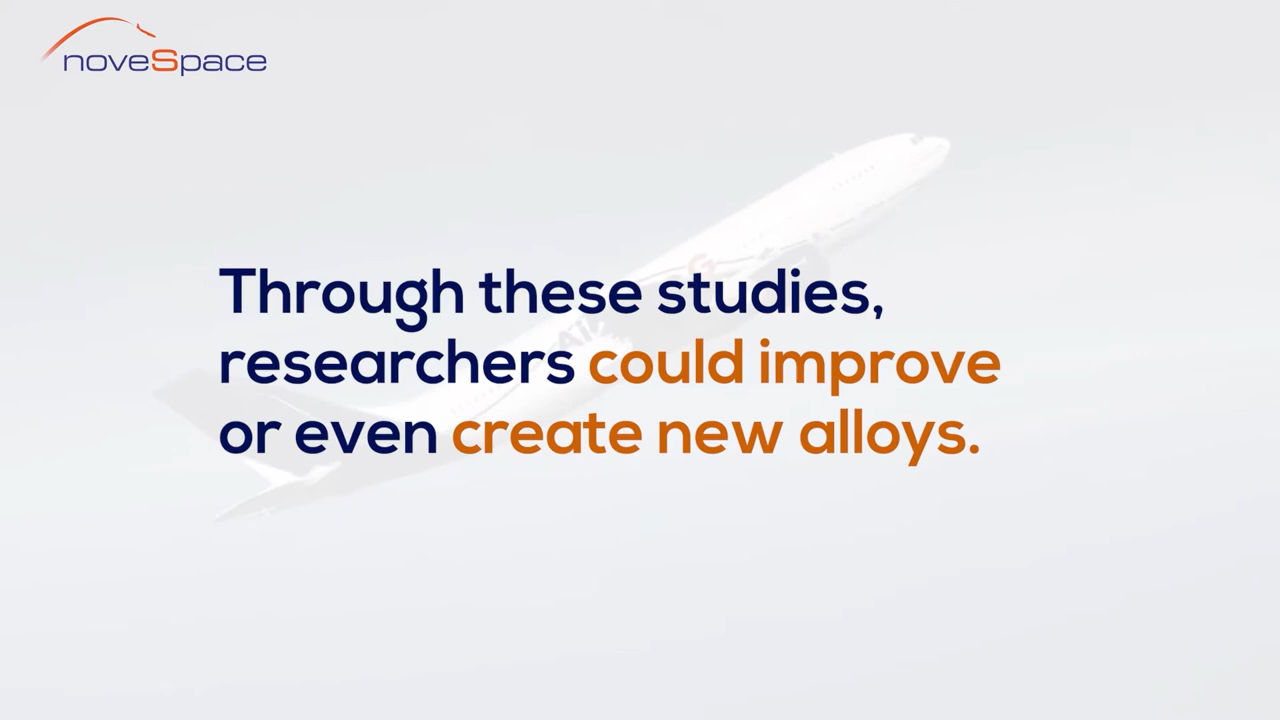 noveSpace
Through these studies,
researchers could improve
or even create new alloys.